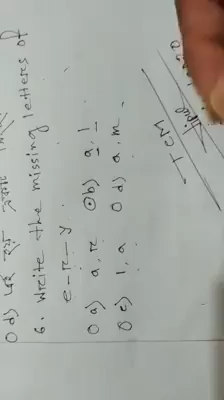 O d) দুই
6. Write the missing letters of
e-r-y.
O a) a, r O b) a, l
O c) l, a O d) a, m.